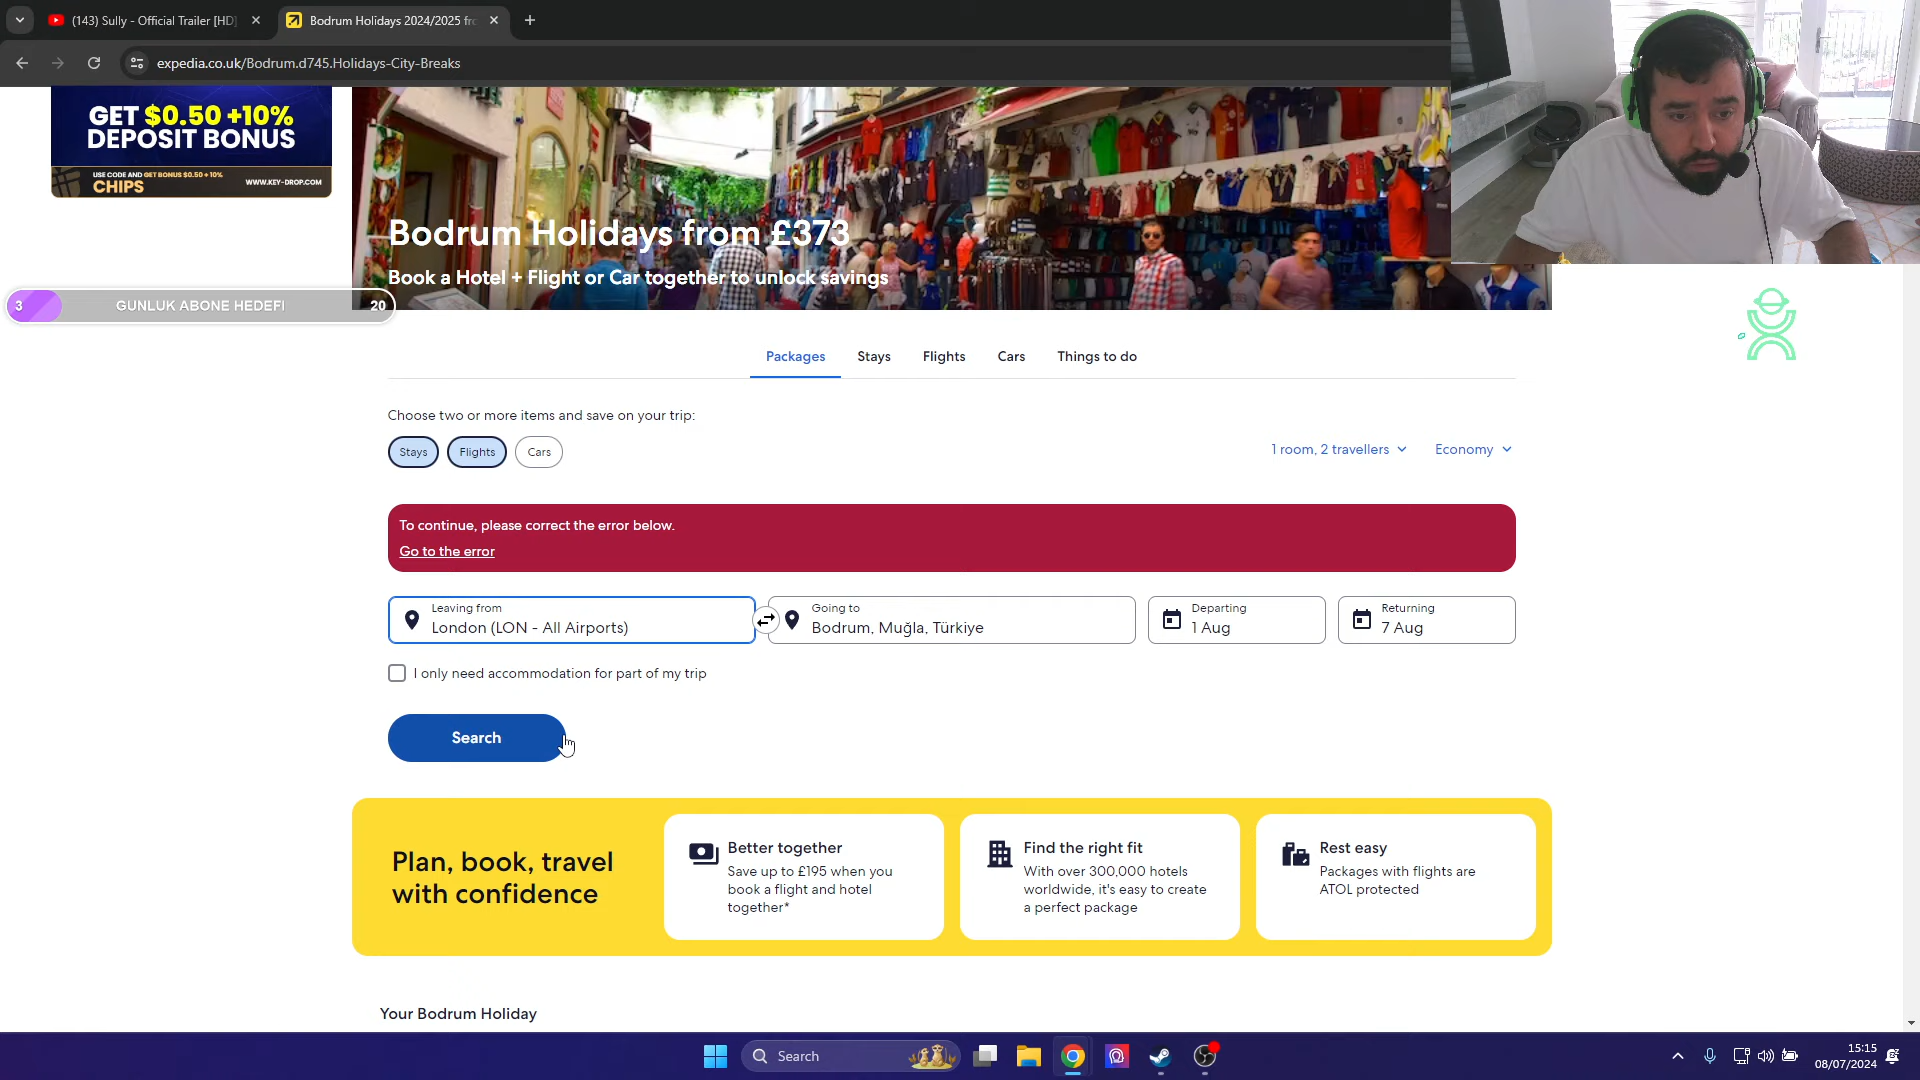 (143) Sully - Official Trailer [HD]
Bodrum Holidays 2024/2025 fr
expedia.co.uk/Bodrum.d745.Holidays-City-Breaks
GET $0.50 +10%
DEPOSIT BONUS
USE CODE AND GET BONUS $0.50 + 10%
CHIPS
WWW.KEY-DROP.COM
Bodrum Holidays from £373
Book a Hotel + Flight or Car together to unlock savings
3 GUNLUK ABONE HEDEFI 20
Packages Stays Flights Cars Things to do
Choose two or more items and save on your trip:
Stays Flights Cars
1 room, 2 travellers Economy
To continue, please correct the error below.
Go to the error
Leaving from
London (LON - All Airports)
Going to
Bodrum, Muğla, Türkiye
Departing
1 Aug
Returning
7 Aug
I only need accommodation for part of my trip
Search
Plan, book, travel
with confidence
Better together
Save up to £195 when you
book a flight and hotel
together*
Find the right fit
With over 300,000 hotels
worldwide, it's easy to create
a perfect package
Rest easy
Packages with flights are
ATOL protected
Your Bodrum Holiday
Search
15:15
08/07/2024